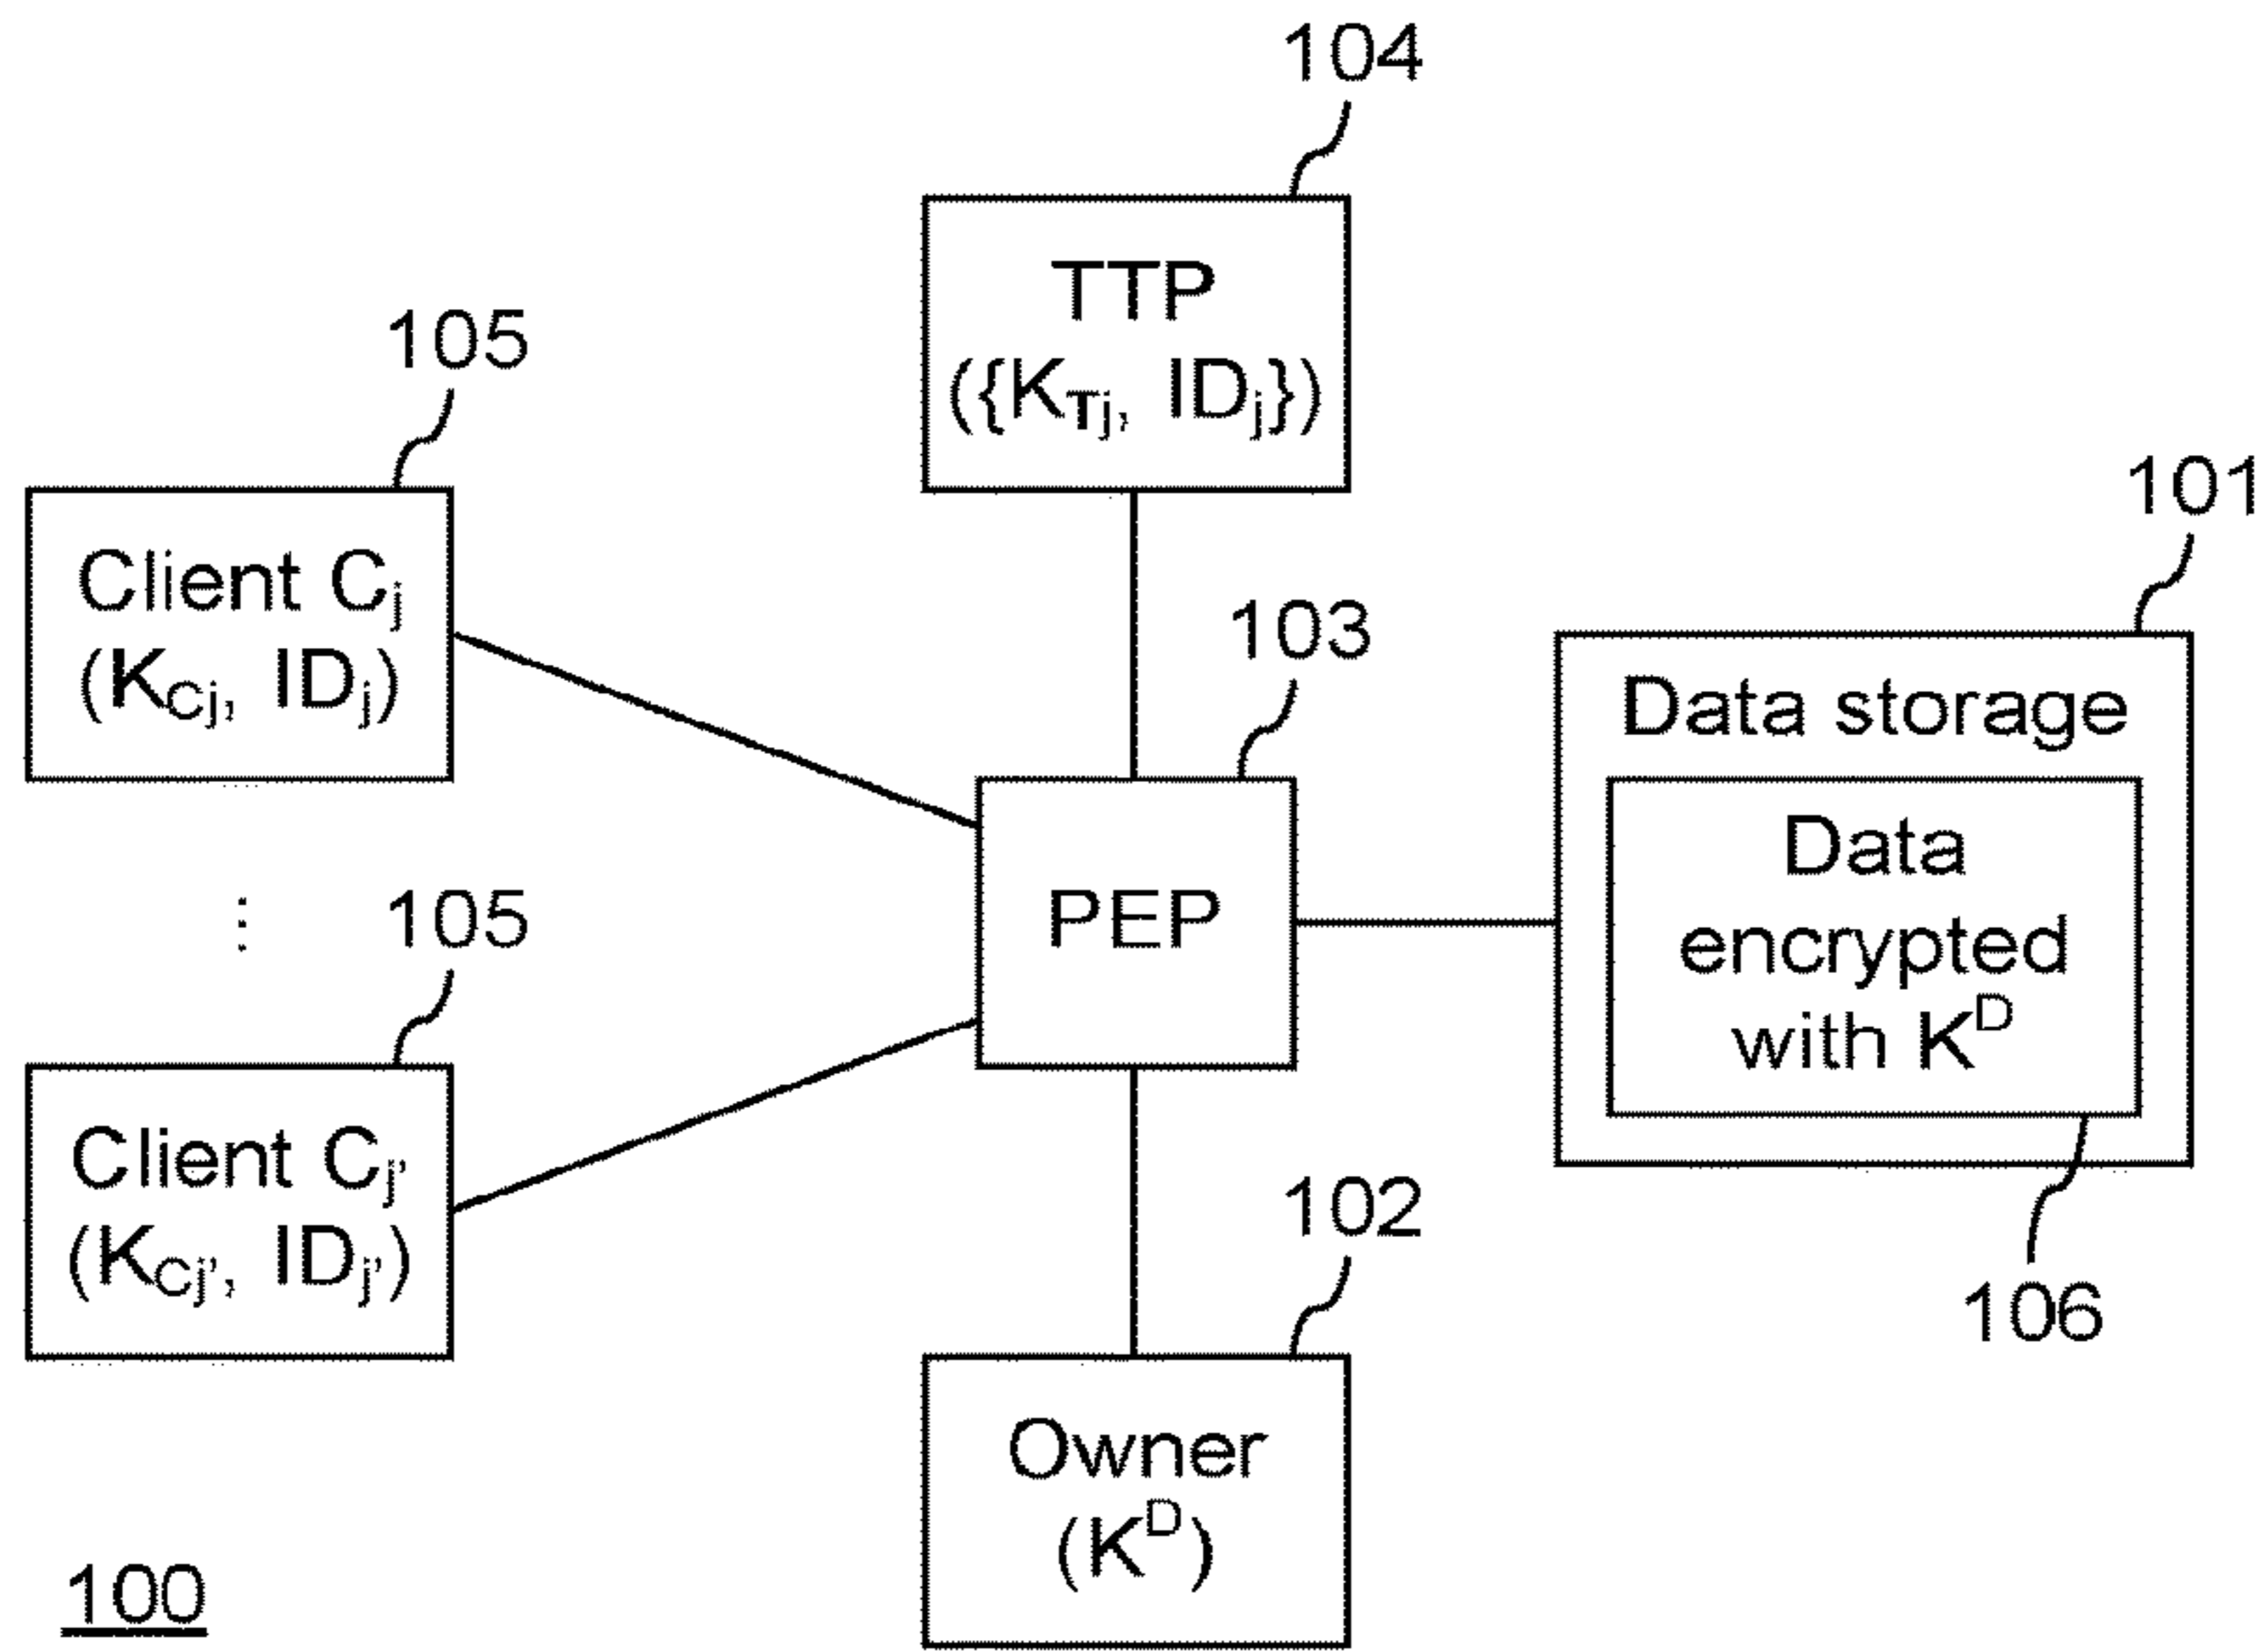 104
TTP
({K_Tj, ID_j})
105
Client C_j
(K_Cj, ID_j)
101
103
Data storage
Data
encrypted
with K^D
PEP
⋮
105
Client C_j'
(K_Cj', ID_j')
102
106
Owner
(K^D)
100